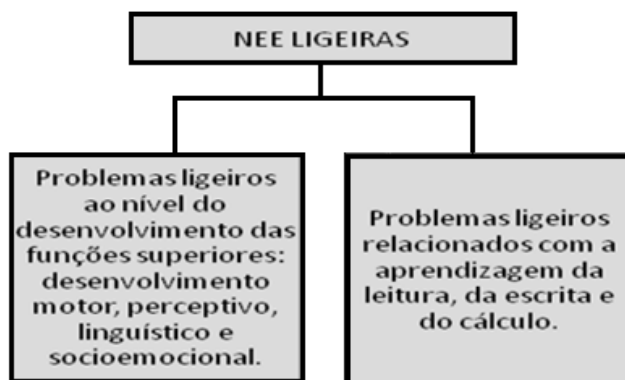 NEE LIGEIRAS
Problemas ligeiros
ao nível do
desenvolvimento das
funções superiores:
desenvolvimento
motor, perceptivo,
linguístico e
socioemocional.
Problemas ligeiros
relacionados com a
aprendizagem da
leitura, da escrita e
do cálculo.